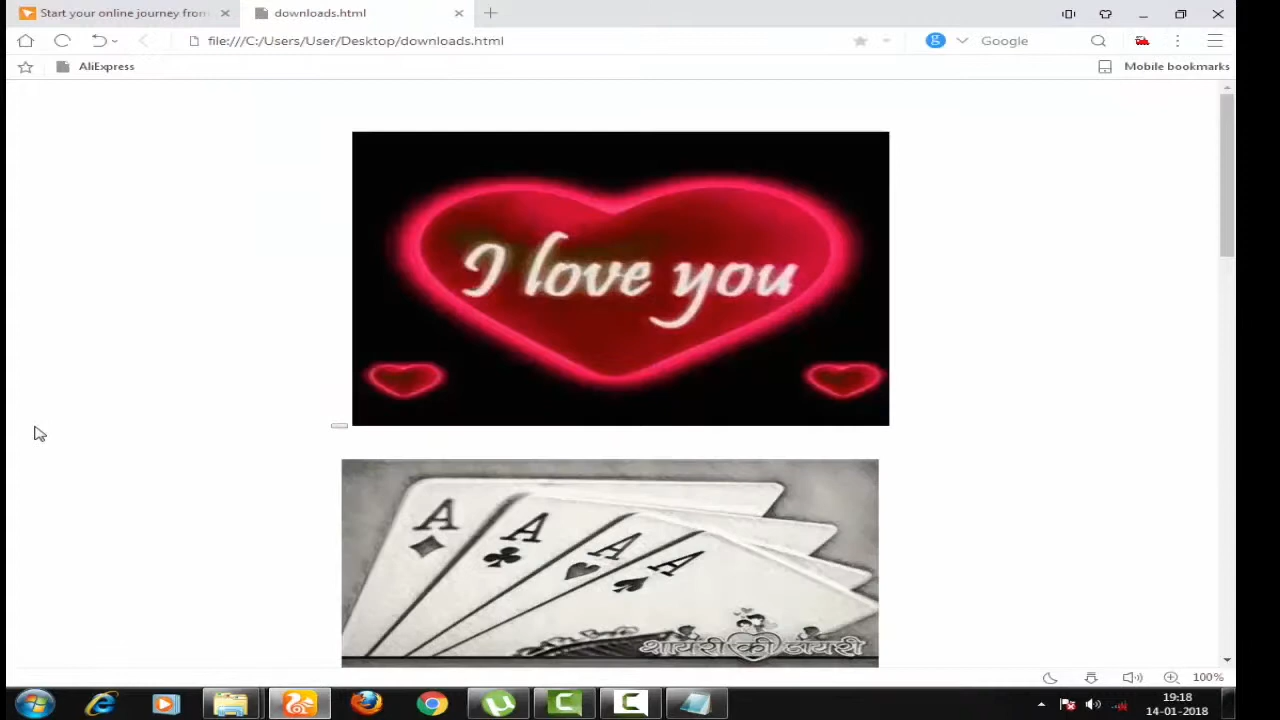 Start your online journey from
downloads.html
file:///C:/Users/User/Desktop/downloads.html
Google
AliExpress
Mobile bookmarks
I love you
A
A
A
A
शायरी की डायरी
100%
19:18
14-01-2018